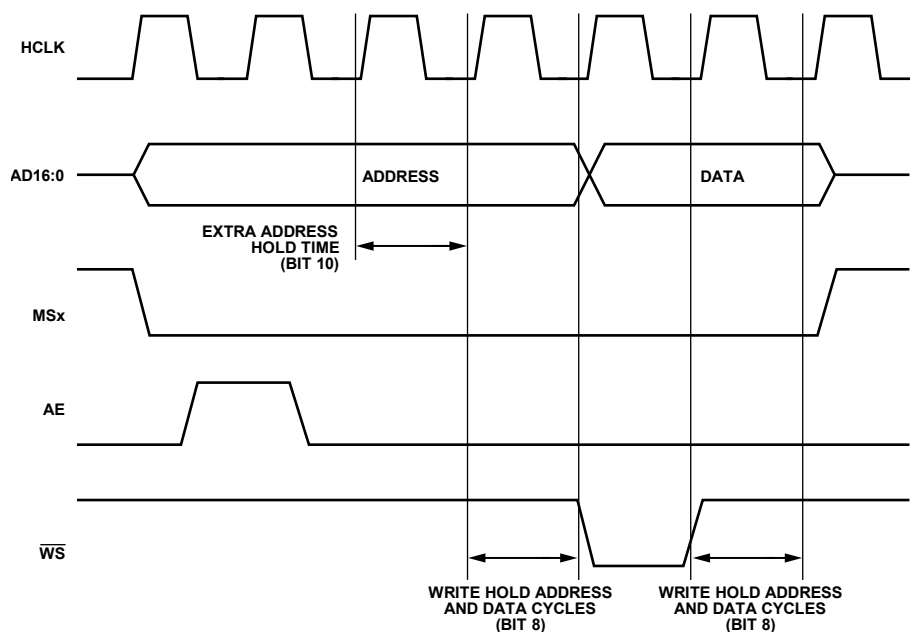 HCLK
AD16:0
ADDRESS
DATA
EXTRA ADDRESS
HOLD TIME
(BIT 10)
MSx
AE
WS
WRITE HOLD ADDRESS
AND DATA CYCLES
(BIT 8)
WRITE HOLD ADDRESS
AND DATA CYCLES
(BIT 8)